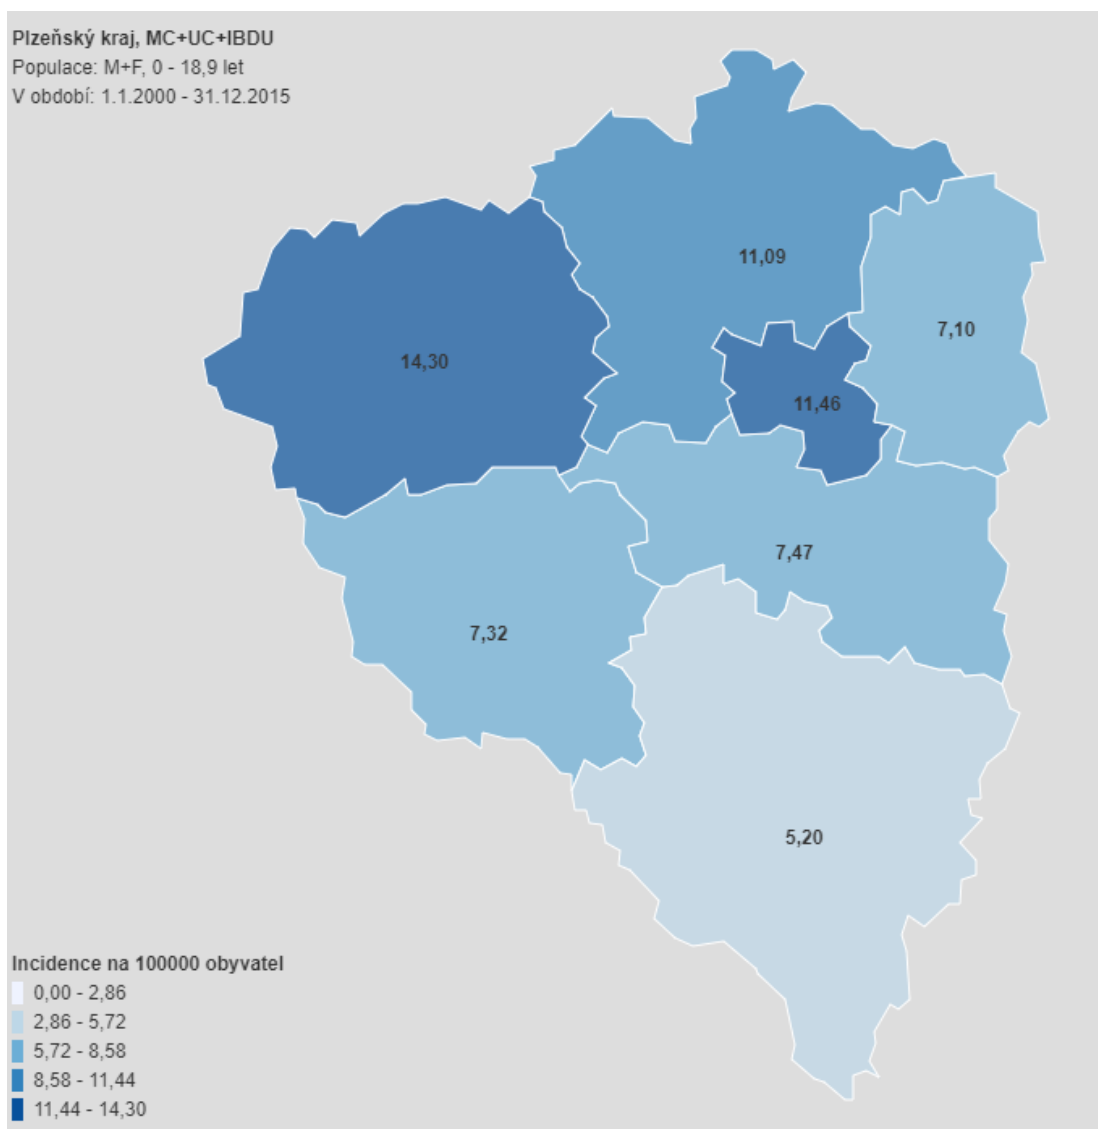 Plzeňský kraj, MC+UC+IBDU
Populace: M+F, 0 - 18,9 let
V období: 1.1.2000 - 31.12.2015
11,09
7,10
14,30
11,46
7,47
7,32
5,20
Incidence na 100000 obyvatel
0,00 - 2,86
2,86 - 5,72
5,72 - 8,58
8,58 - 11,44
11,44 - 14,30